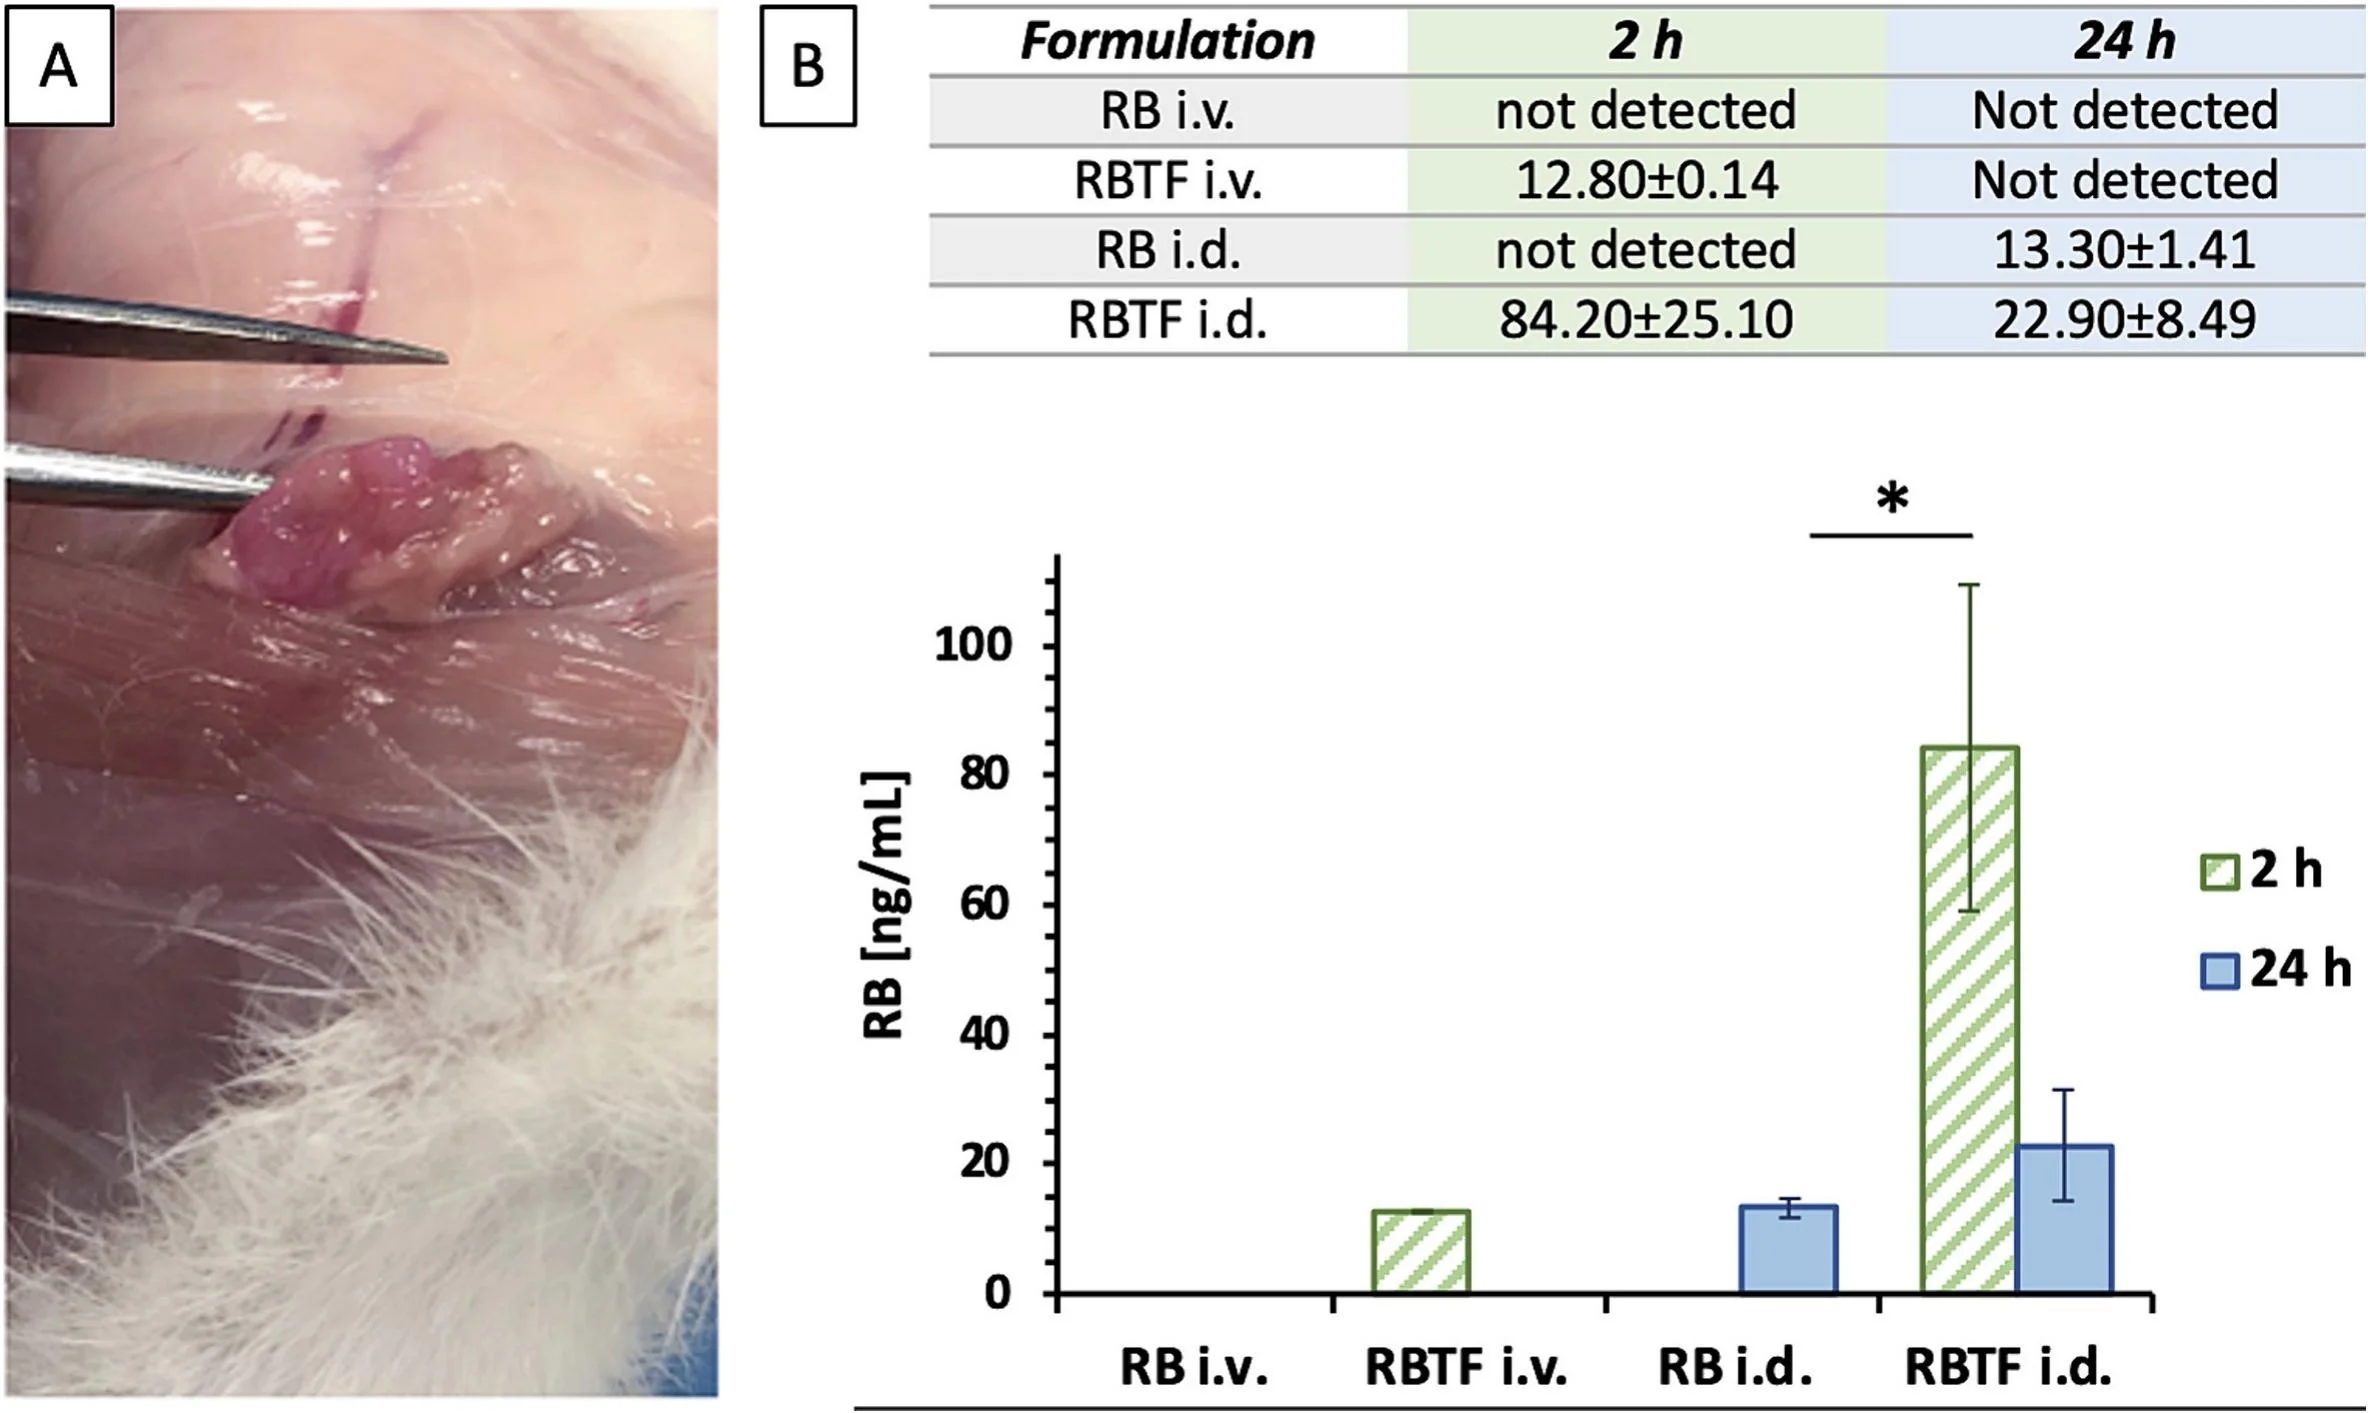 A
B
Formulation 2 h 24 h
RB i.v. not detected Not detected
RBTF i.v. 12.80±0.14 Not detected
RB i.d. not detected 13.30±1.41
RBTF i.d. 84.20±25.10 22.90±8.49
*
100
80
60
40
20
0
RB [ng/mL]
2 h
24 h
RB i.v. RBTF i.v. RB i.d. RBTF i.d.